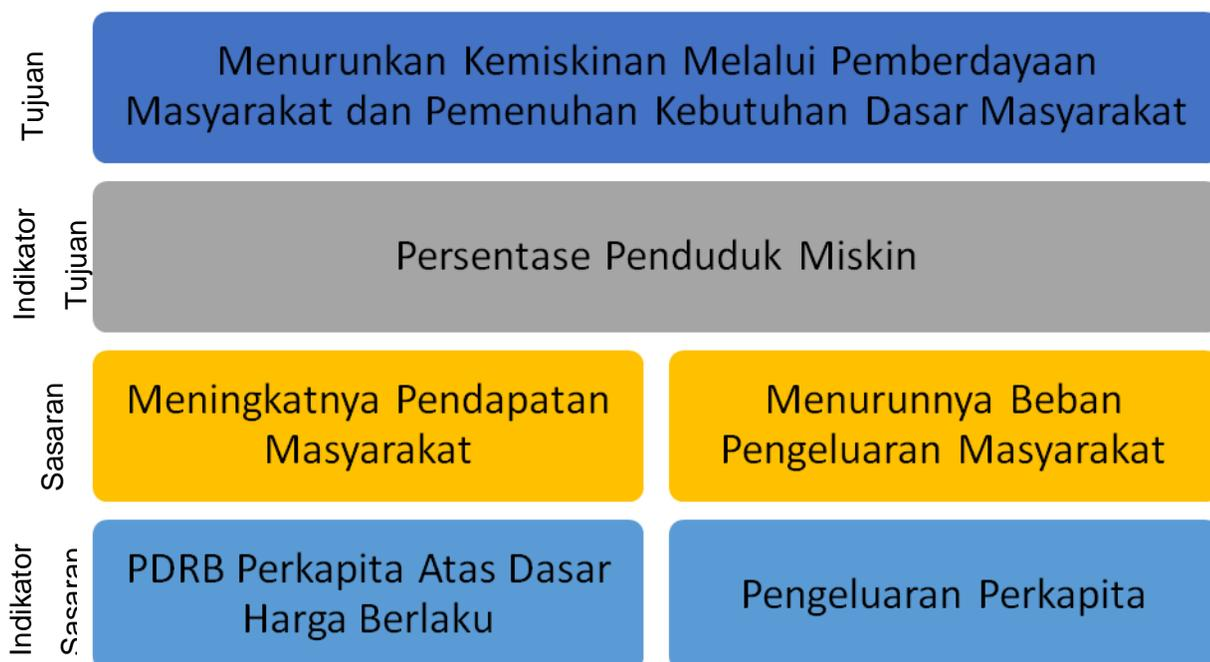 Tujuan
Menurunkan Kemiskinan Melalui Pemberdayaan
Masyarakat dan Pemenuhan Kebutuhan Dasar Masyarakat
Indikator
Tujuan
Persentase Penduduk Miskin
Sasaran
Meningkatnya Pendapatan
Masyarakat
Menurunnya Beban
Pengeluaran Masyarakat
Indikator
Sasaran
PDRB Perkapita Atas Dasar
Harga Berlaku
Pengeluaran Perkapita